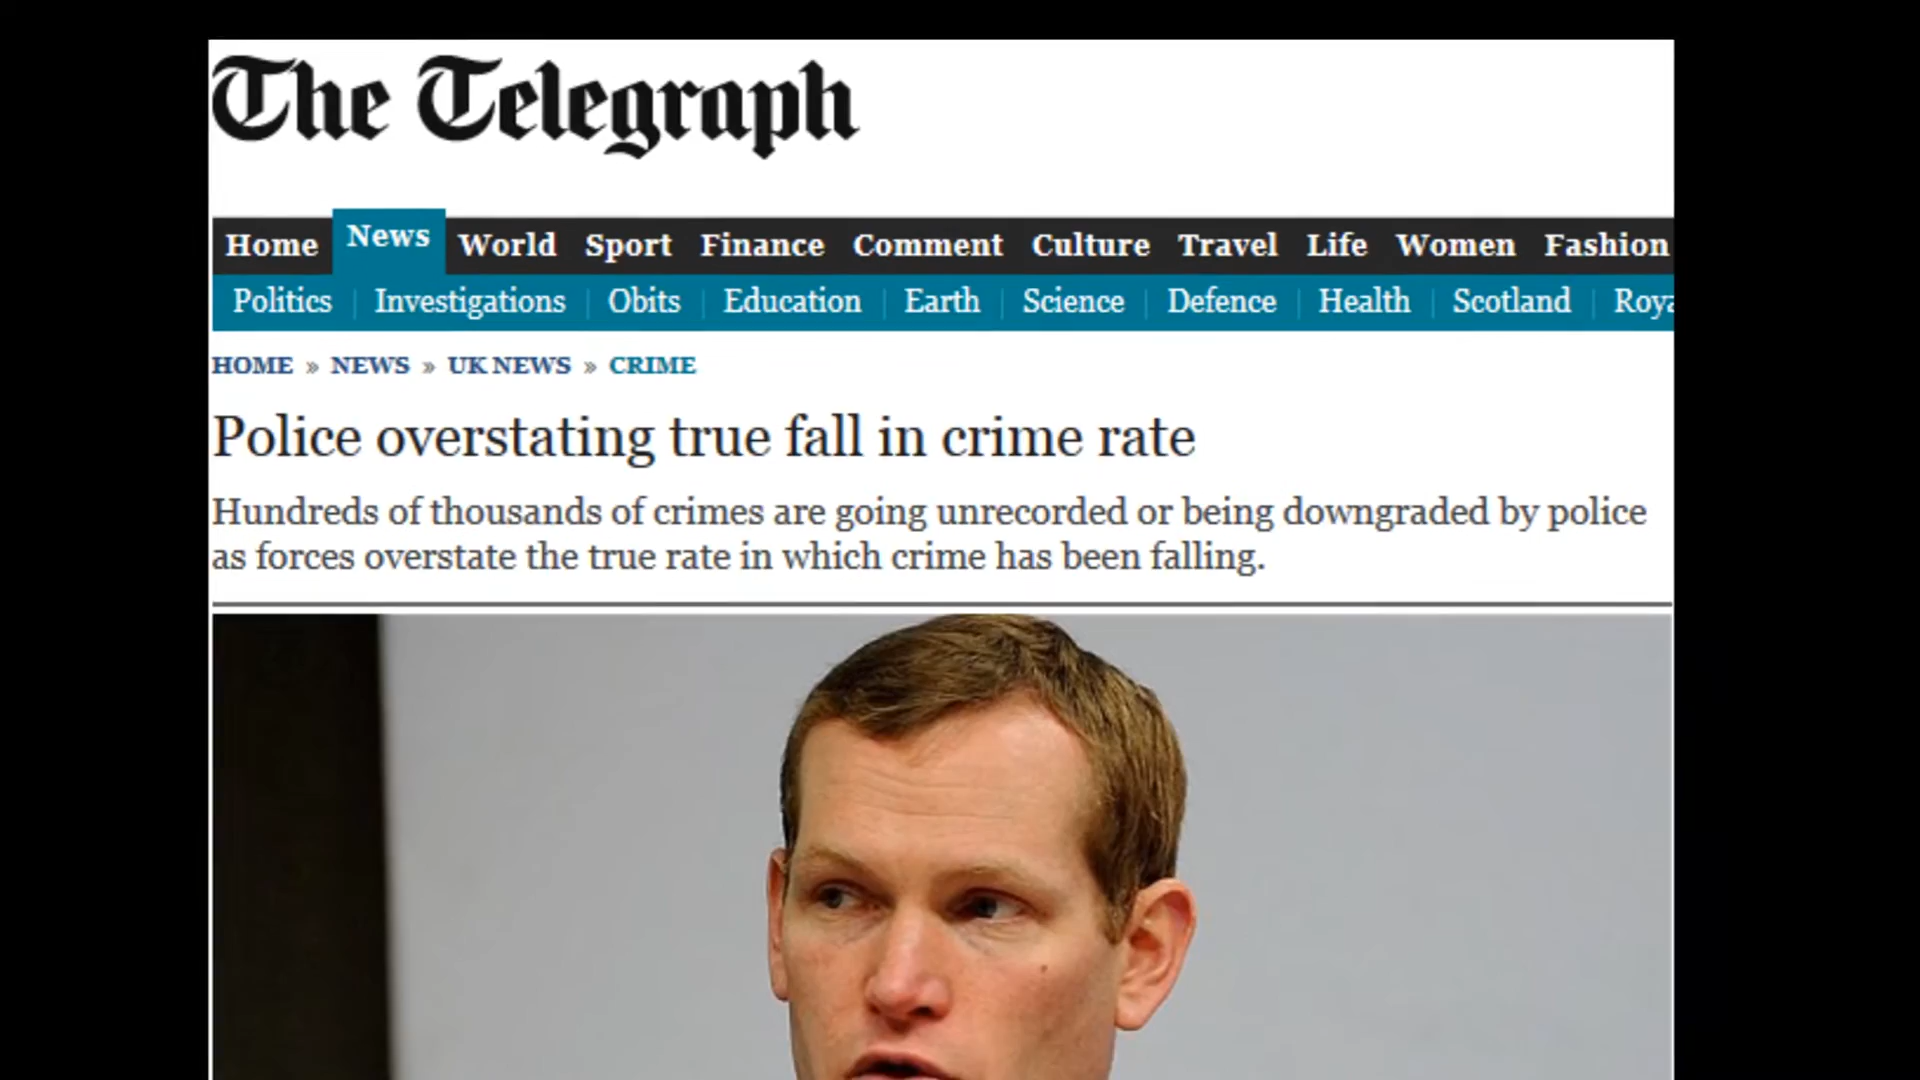 The Telegraph
Home News World Sport Finance Comment Culture Travel Life Women Fashion
Politics Investigations Obits Education Earth Science Defence Health Scotland
HOME » NEWS » UK NEWS » CRIME
Police overstating true fall in crime rate
Hundreds of thousands of crimes are going unrecorded or being downgraded by police
as forces overstate the true rate in which crime has been falling.